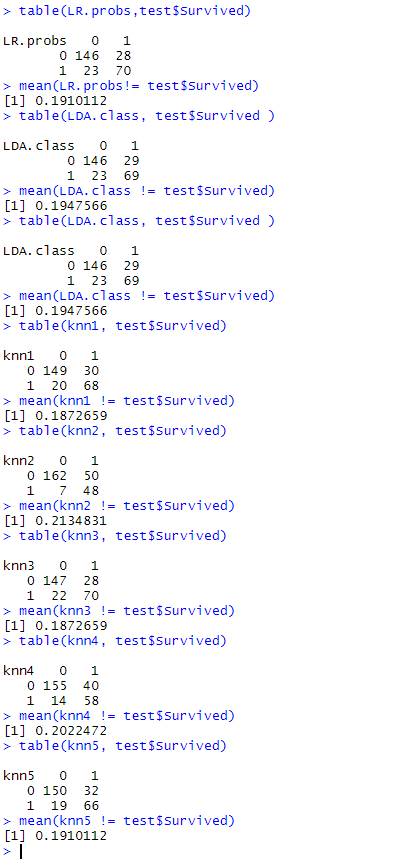 > table(LR.probs,test$Survived)
LR.probs 0 1
0 146 28
1 23 70
> mean(LR.probs!= test$Survived)
[1] 0.1910112
> table(LDA.class, test$Survived )
LDA.class 0 1
0 146 29
1 23 69
> mean(LDA.class != test$Survived)
[1] 0.1947566
> table(LDA.class, test$Survived )
LDA.class 0 1
0 146 29
1 23 69
> mean(LDA.class != test$Survived)
[1] 0.1947566
> table(knn1, test$Survived)
knn1 0 1
0 149 30
1 20 68
> mean(knn1 != test$Survived)
[1] 0.1872659
> table(knn2, test$Survived)
knn2 0 1
0 162 50
1 7 48
> mean(knn2 != test$Survived)
[1] 0.2134831
> table(knn3, test$Survived)
knn3 0 1
0 147 28
1 22 70
> mean(knn3 != test$Survived)
[1] 0.1872659
> table(knn4, test$Survived)
knn4 0 1
0 155 40
1 14 58
> mean(knn4 != test$Survived)
[1] 0.2022472
> table(knn5, test$Survived)
knn5 0 1
0 150 32
1 19 66
> mean(knn5 != test$Survived)
[1] 0.1910112
>